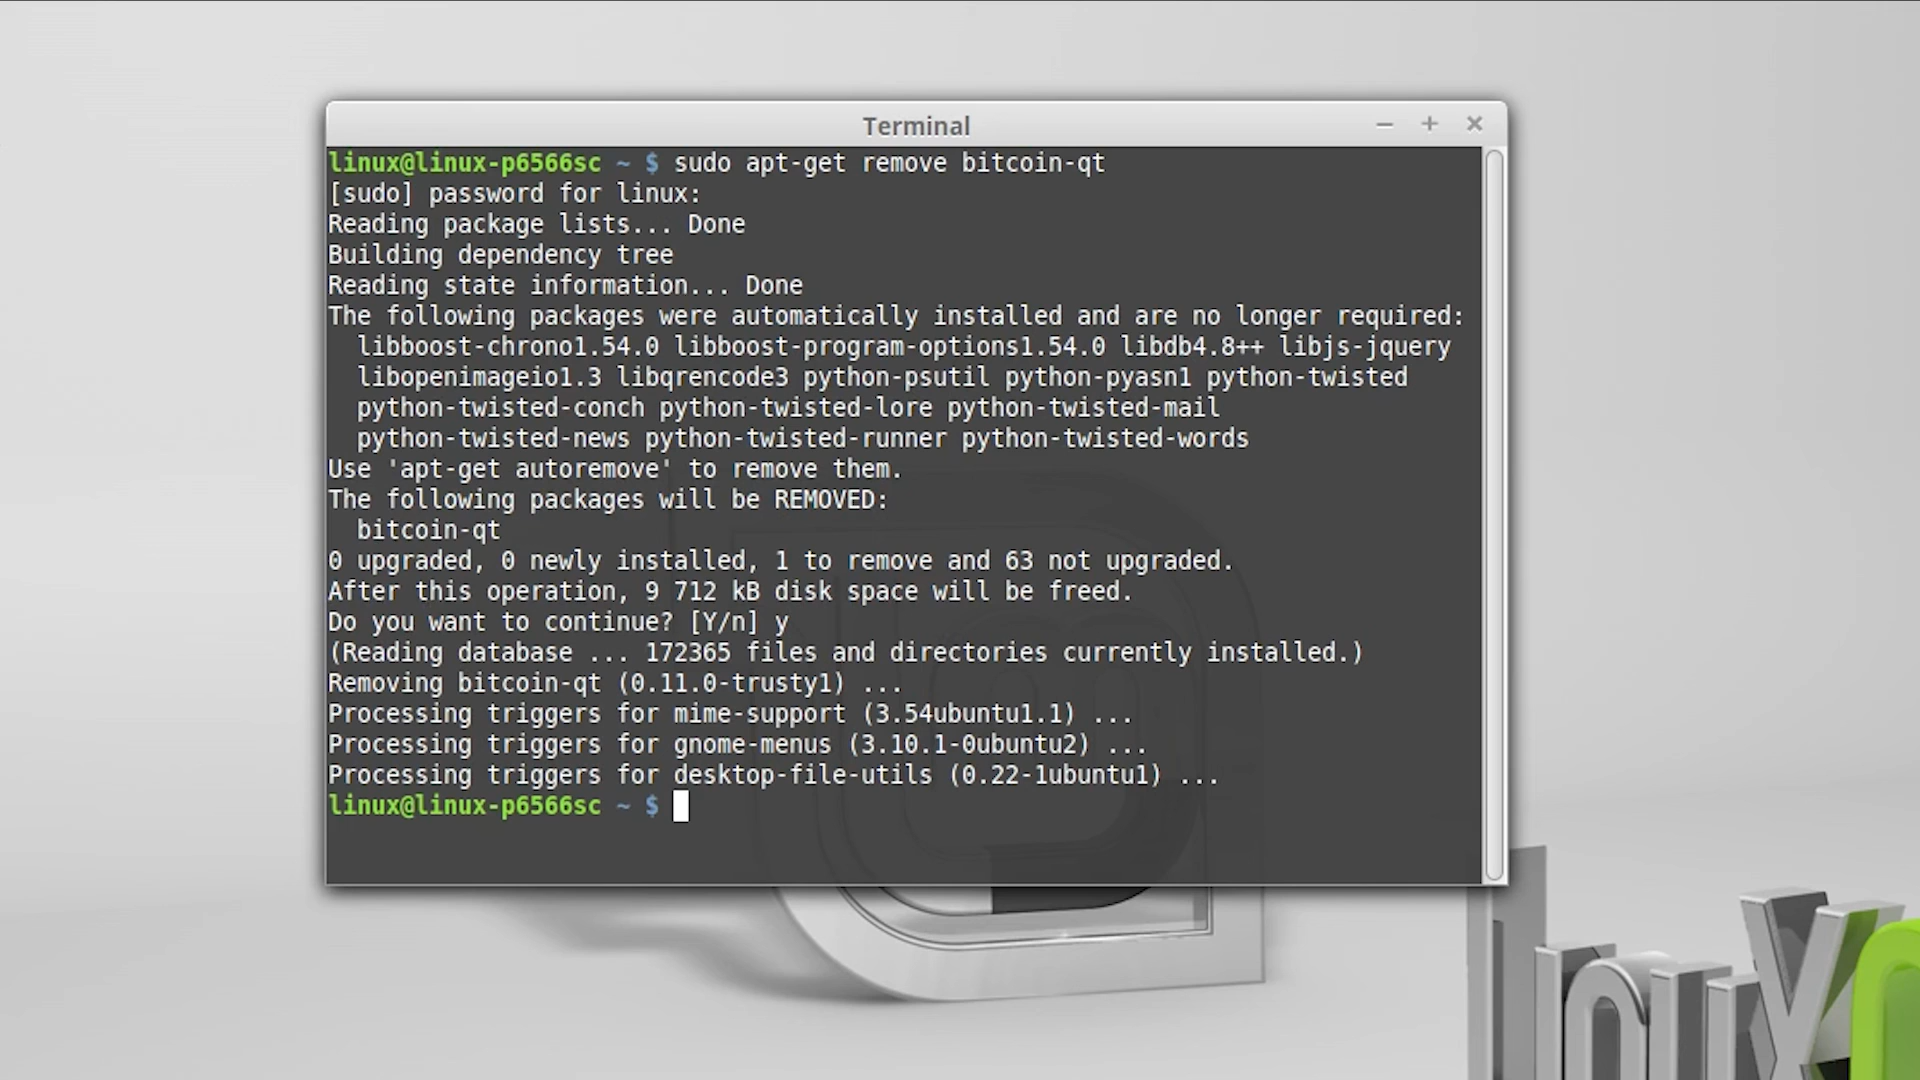 Terminal
linux@linux-p6566sc ~ $ sudo apt-get remove bitcoin-qt
[sudo] password for linux:
Reading package lists... Done
Building dependency tree
Reading state information... Done
The following packages were automatically installed and are no longer required:
  libboost-chrono1.54.0 libboost-program-options1.54.0 libdb4.8++ libjs-jquery
  libopenimageio1.3 libqrencode3 python-psutil python-pyasn1 python-twisted
  python-twisted-conch python-twisted-lore python-twisted-mail
  python-twisted-news python-twisted-runner python-twisted-words
Use 'apt-get autoremove' to remove them.
The following packages will be REMOVED:
  bitcoin-qt
0 upgraded, 0 newly installed, 1 to remove and 63 not upgraded.
After this operation, 9 712 kB disk space will be freed.
Do you want to continue? [Y/n] y
(Reading database ... 172365 files and directories currently installed.)
Removing bitcoin-qt (0.11.0-trusty1) ...
Processing triggers for mime-support (3.54ubuntu1.1) ...
Processing triggers for gnome-menus (3.10.1-0ubuntu2) ...
Processing triggers for desktop-file-utils (0.22-1ubuntu1) ...
linux@linux-p6566sc ~ $
linux